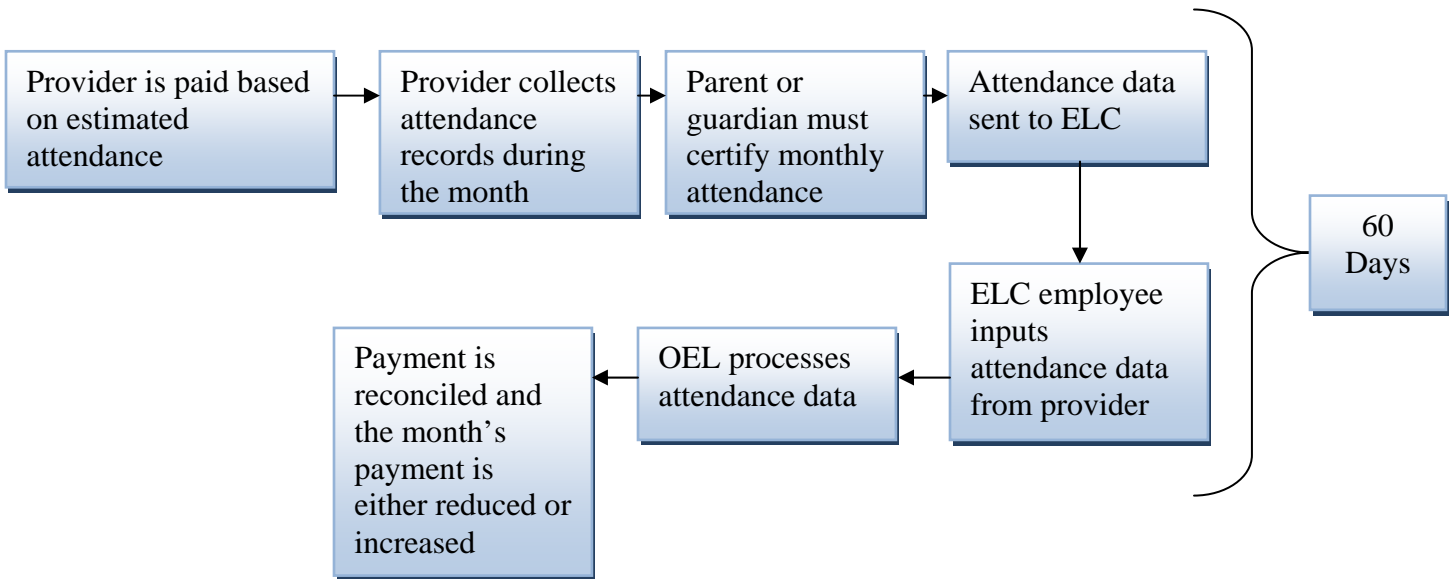 Provider is paid based
on estimated
attendance
Provider collects
attendance
records during
the month
Parent or
guardian must
certify monthly
attendance
Attendance data
sent to ELC
ELC employee
inputs
attendance data
from provider
OEL processes
attendance data
Payment is
reconciled and
the month’s
payment is
either reduced or
increased
60
Days